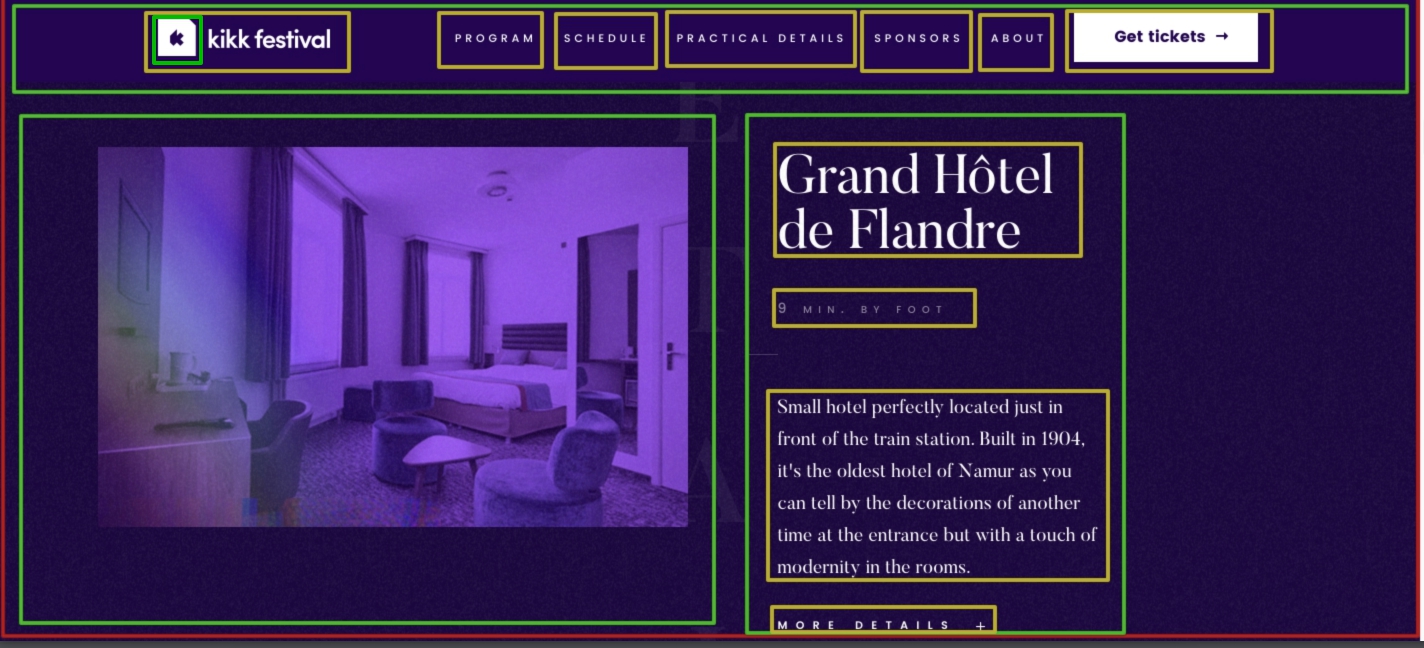 kikk festival
PROGRAM
SCHEDULE
PRACTICAL DETAILS
SPONSORS
ABOUT
Get tickets →
E
T
A
Grand Hôtel
de Flandre
9 MIN. BY FOOT
Small hotel perfectly located just in
front of the train station. Built in 1904,
it's the oldest hotel of Namur as you
can tell by the decorations of another
time at the entrance but with a touch of
modernity in the rooms.
MORE DETAILS +